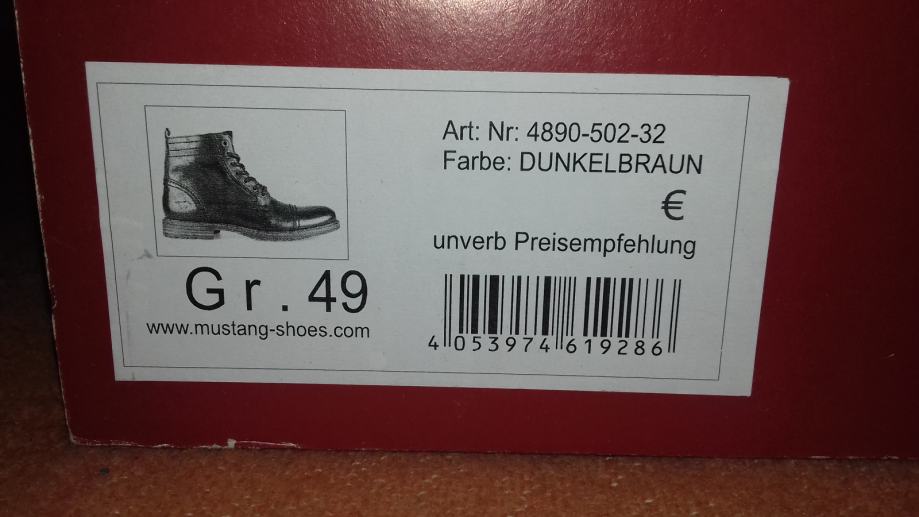 Art: Nr: 4890-502-32
Farbe: DUNKELBRAUN
€
unverb Preisempfehlung
Gr. 49
www.mustang-shoes.com
4 053974 619286